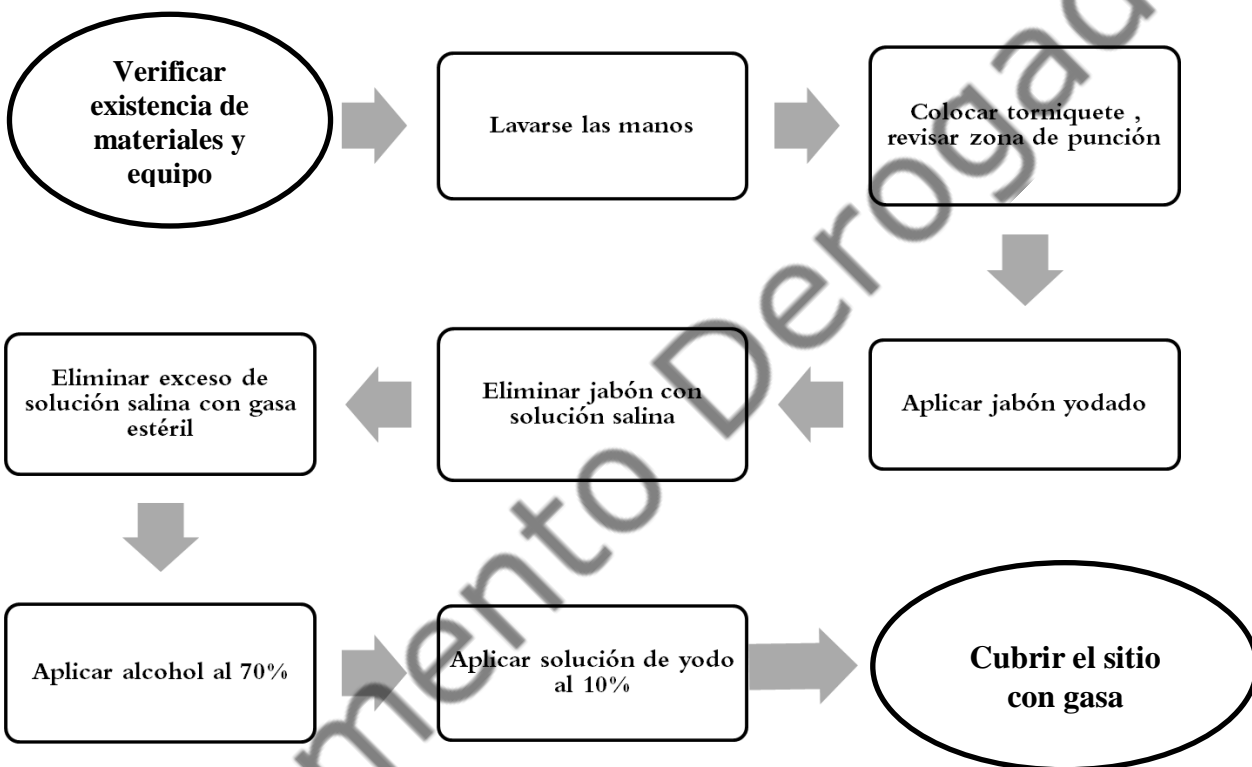 Verificar
existencia de
materiales y
equipo
Lavarse las manos
Colocar torniquete ,
revisar zona de punción
Aplicar jabón yodado
Eliminar jabón con
solución salina
Eliminar exceso de
solución salina con gasa
estéril
Aplicar alcohol al 70%
Aplicar solución de yodo
al 10%
Cubrir el sitio
con gasa